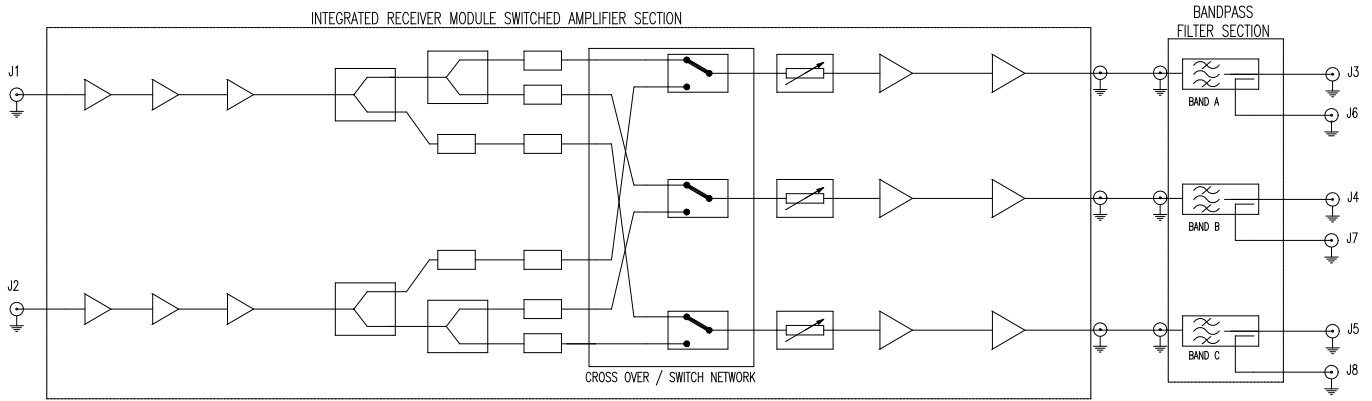 INTEGRATED RECEIVER MODULE SWITCHED AMPLIFIER SECTION
BANDPASS
FILTER SECTION
J1
J3
BAND A
J6
J4
BAND B
J7
J2
J5
BAND C
J8
CROSS OVER / SWITCH NETWORK